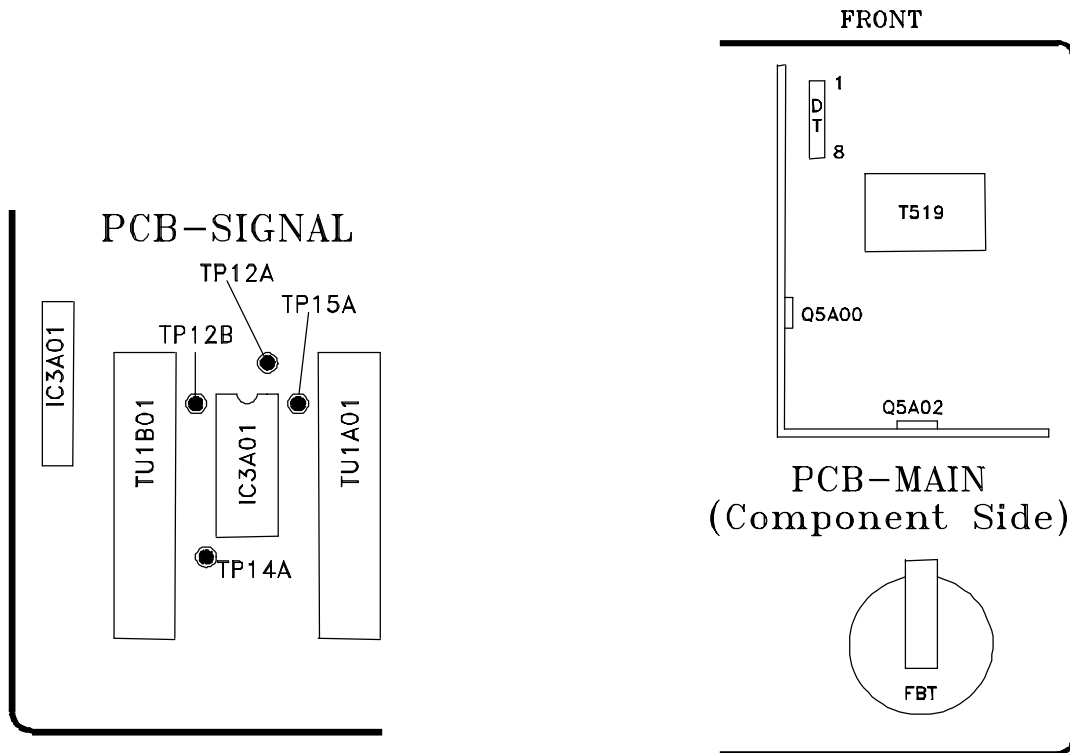 PCB-SIGNAL
TP12A
TP15A
TP12B
IC3A01
TU1B01
IC3A01
TU1A01
TP14A
FRONT
1
DT
8
T519
Q5A00
Q5A02
PCB-MAIN
(Component Side)
FBT